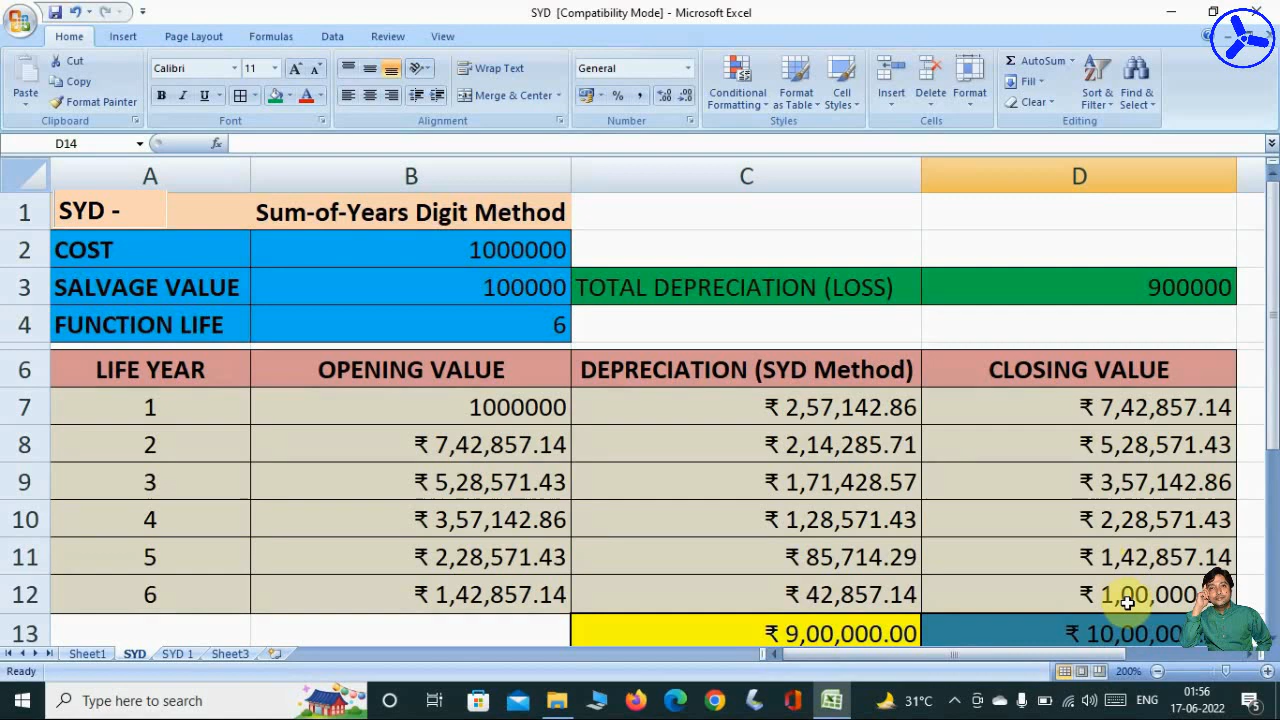 SYD  [Compatibility Mode] - Microsoft Excel
Home Insert Page Layout Formulas Data Review View
Paste Cut Copy Format Painter Clipboard
Calibri 11 B I U A Font
Wrap Text Merge & Center Alignment
General % , Number
Conditional Formatting Format as Table Cell Styles Styles
Insert Delete Format Cells
Σ AutoSum Fill Clear Sort & Filter Find & Select Editing
D14 fx
A B C D
1 SYD - Sum-of-Years Digit Method
2 COST 1000000
3 SALVAGE VALUE 100000 TOTAL DEPRECIATION (LOSS) 900000
4 FUNCTION LIFE 6
6 LIFE YEAR OPENING VALUE DEPRECIATION (SYD Method) CLOSING VALUE
7 1 1000000 ₹ 2,57,142.86 ₹ 7,42,857.14
8 2 ₹ 7,42,857.14 ₹ 2,14,285.71 ₹ 5,28,571.43
9 3 ₹ 5,28,571.43 ₹ 1,71,428.57 ₹ 3,57,142.86
10 4 ₹ 3,57,142.86 ₹ 1,28,571.43 ₹ 2,28,571.43
11 5 ₹ 2,28,571.43 ₹ 85,714.29 ₹ 1,42,857.14
12 6 ₹ 1,42,857.14 ₹ 42,857.14 ₹
13 ₹ 9,00,000.00 ₹
Sheet1 SYD SYD 1 Sheet3
Ready 200%
Type here to search 31°C ENG 01:56
17-06-2022 5